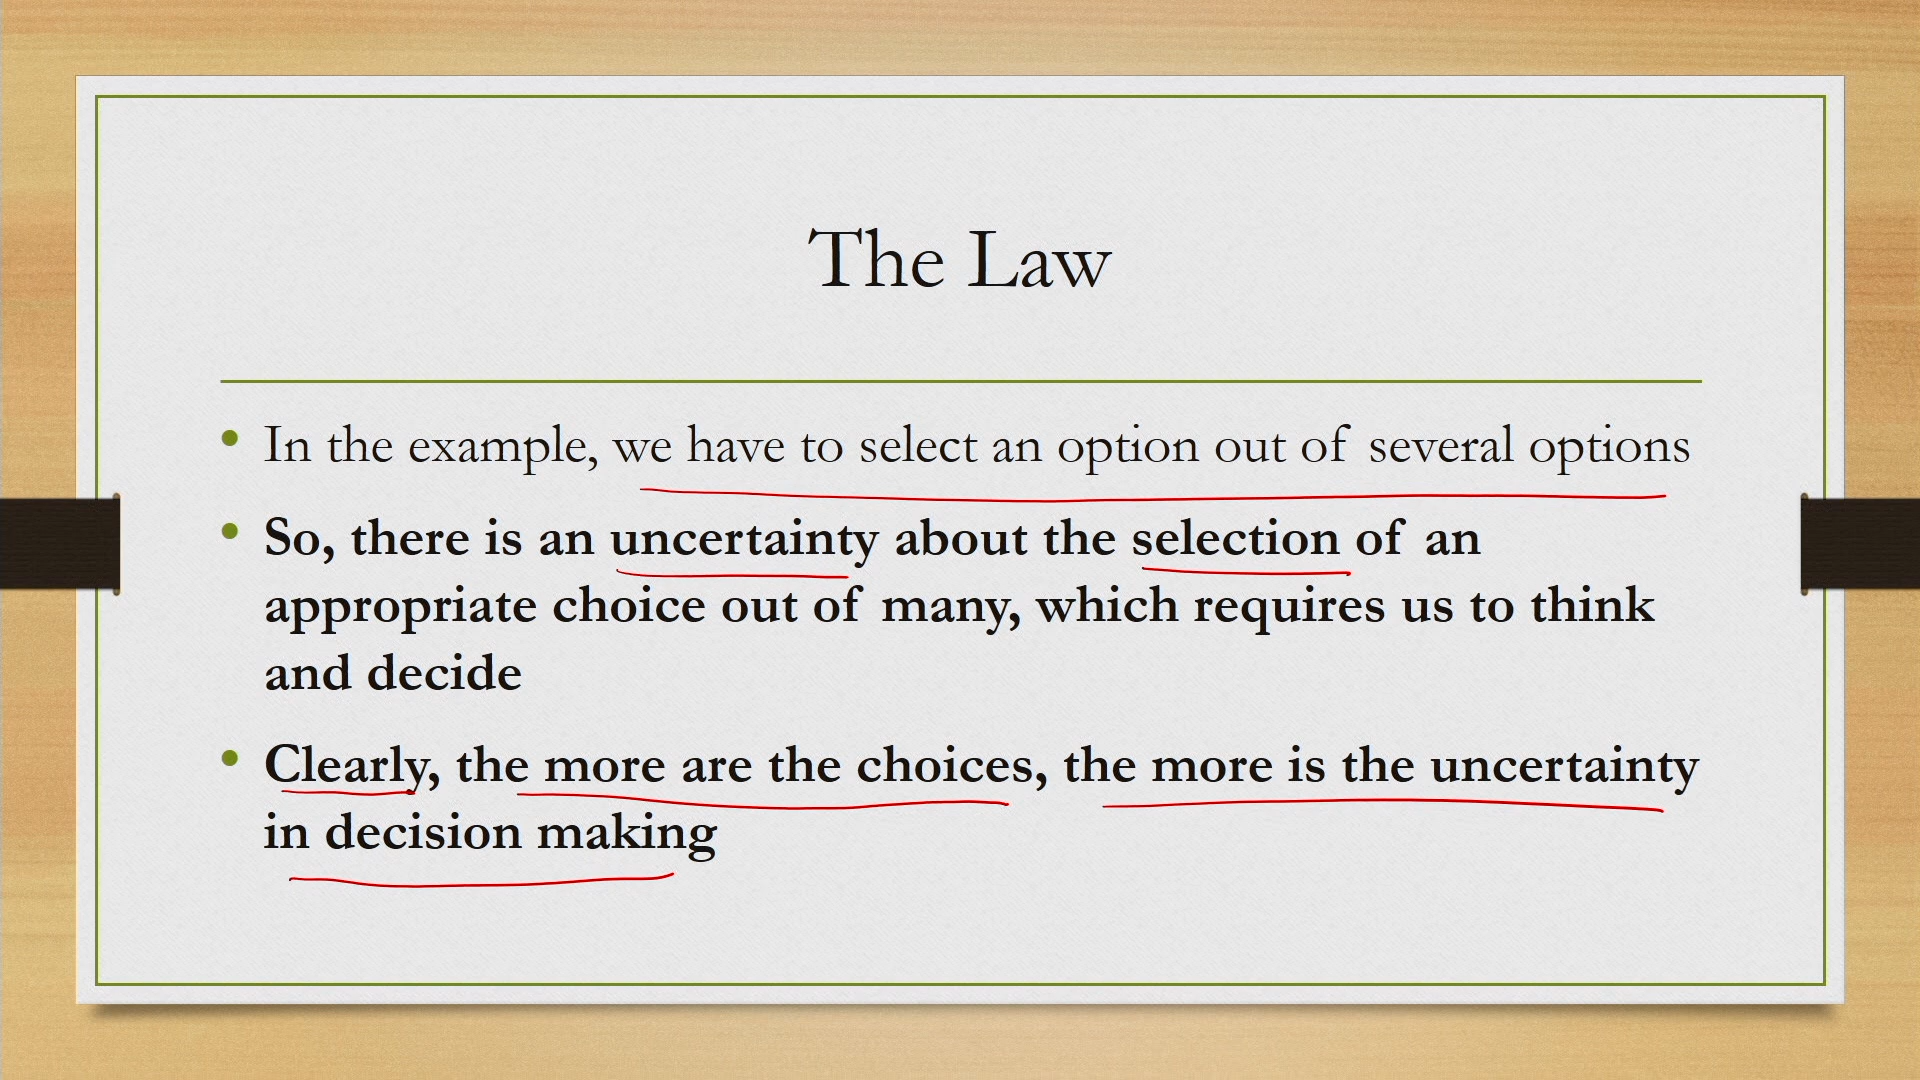 The Law
• In the example, we have to select an option out of several options
• So, there is an uncertainty about the selection of an
appropriate choice out of many, which requires us to think
and decide
• Clearly, the more are the choices, the more is the uncertainty
in decision making